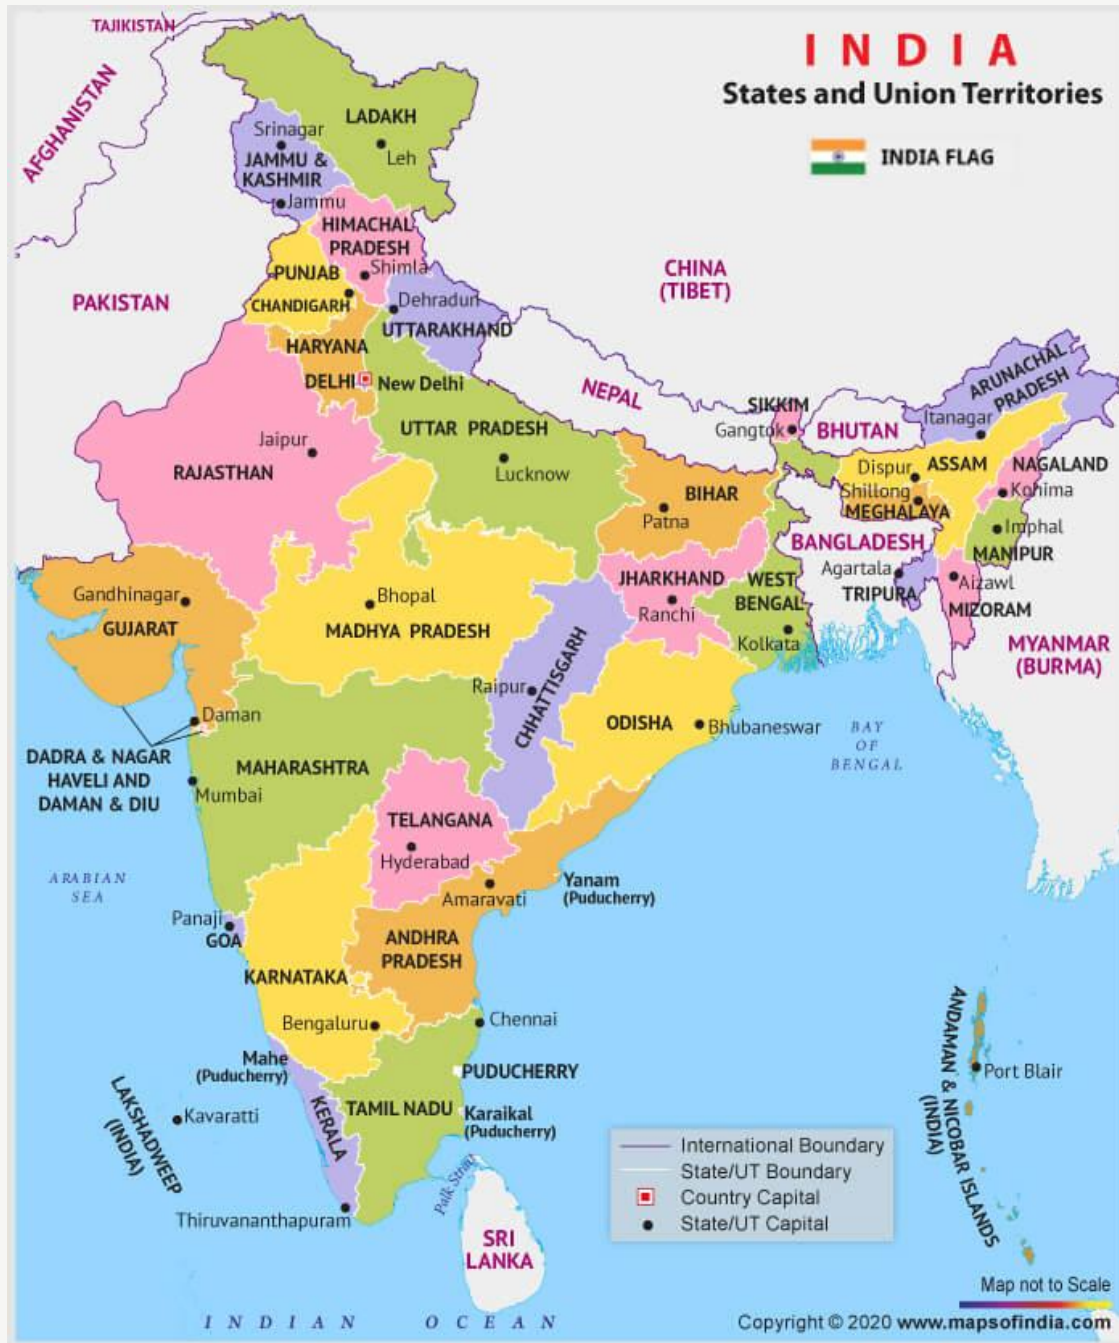 INDIA
States and Union Territories
INDIA FLAG
TAJIKISTAN
AFGHANISTAN
PAKISTAN
CHINA
(TIBET)
NEPAL
BHUTAN
BANGLADESH
MYANMAR
(BURMA)
SRI
LANKA
LADAKH
Leh
Srinagar
JAMMU &
KASHMIR
Jammu
HIMACHAL
PRADESH
Shimla
PUNJAB
CHANDIGARH
Dehradun
UTTARAKHAND
HARYANA
DELHI
New Delhi
UTTAR PRADESH
Lucknow
Jaipur
RAJASTHAN
BIHAR
Patna
SIKKIM
Gangtok
ARUNACHAL
PRADESH
Itanagar
Dispur
ASSAM
NAGALAND
Kohima
Shillong
MEGHALAYA
Imphal
MANIPUR
Agartala
TRIPURA
Aizawl
MIZORAM
Gandhinagar
GUJARAT
Bhopal
MADHYA PRADESH
JHARKHAND
Ranchi
WEST
BENGAL
Kolkata
Raipur
CHHATTISGARH
ODISHA
Bhubaneswar
BAY
OF
BENGAL
Daman
DADRA & NAGAR
HAVELI AND
DAMAN & DIU
MAHARASHTRA
Mumbai
TELANGANA
Hyderabad
ARABIAN
SEA
Amaravati
Yanam
(Puducherry)
Panaji
GOA
ANDHRA
PRADESH
KARNATAKA
Bengaluru
Chennai
Mahe
(Puducherry)
PUDUCHERRY
KERALA
TAMIL NADU
Karaikal
(Puducherry)
LAKSHADWEEP
(INDIA)
Kavaratti
Thiruvananthapuram
Palk Strait
ANDAMAN & NICOBAR ISLANDS
(INDIA)
Port Blair
International Boundary
State/UT Boundary
Country Capital
State/UT Capital
INDIAN OCEAN
Map not to Scale
Copyright © 2020 www.mapsofindia.com